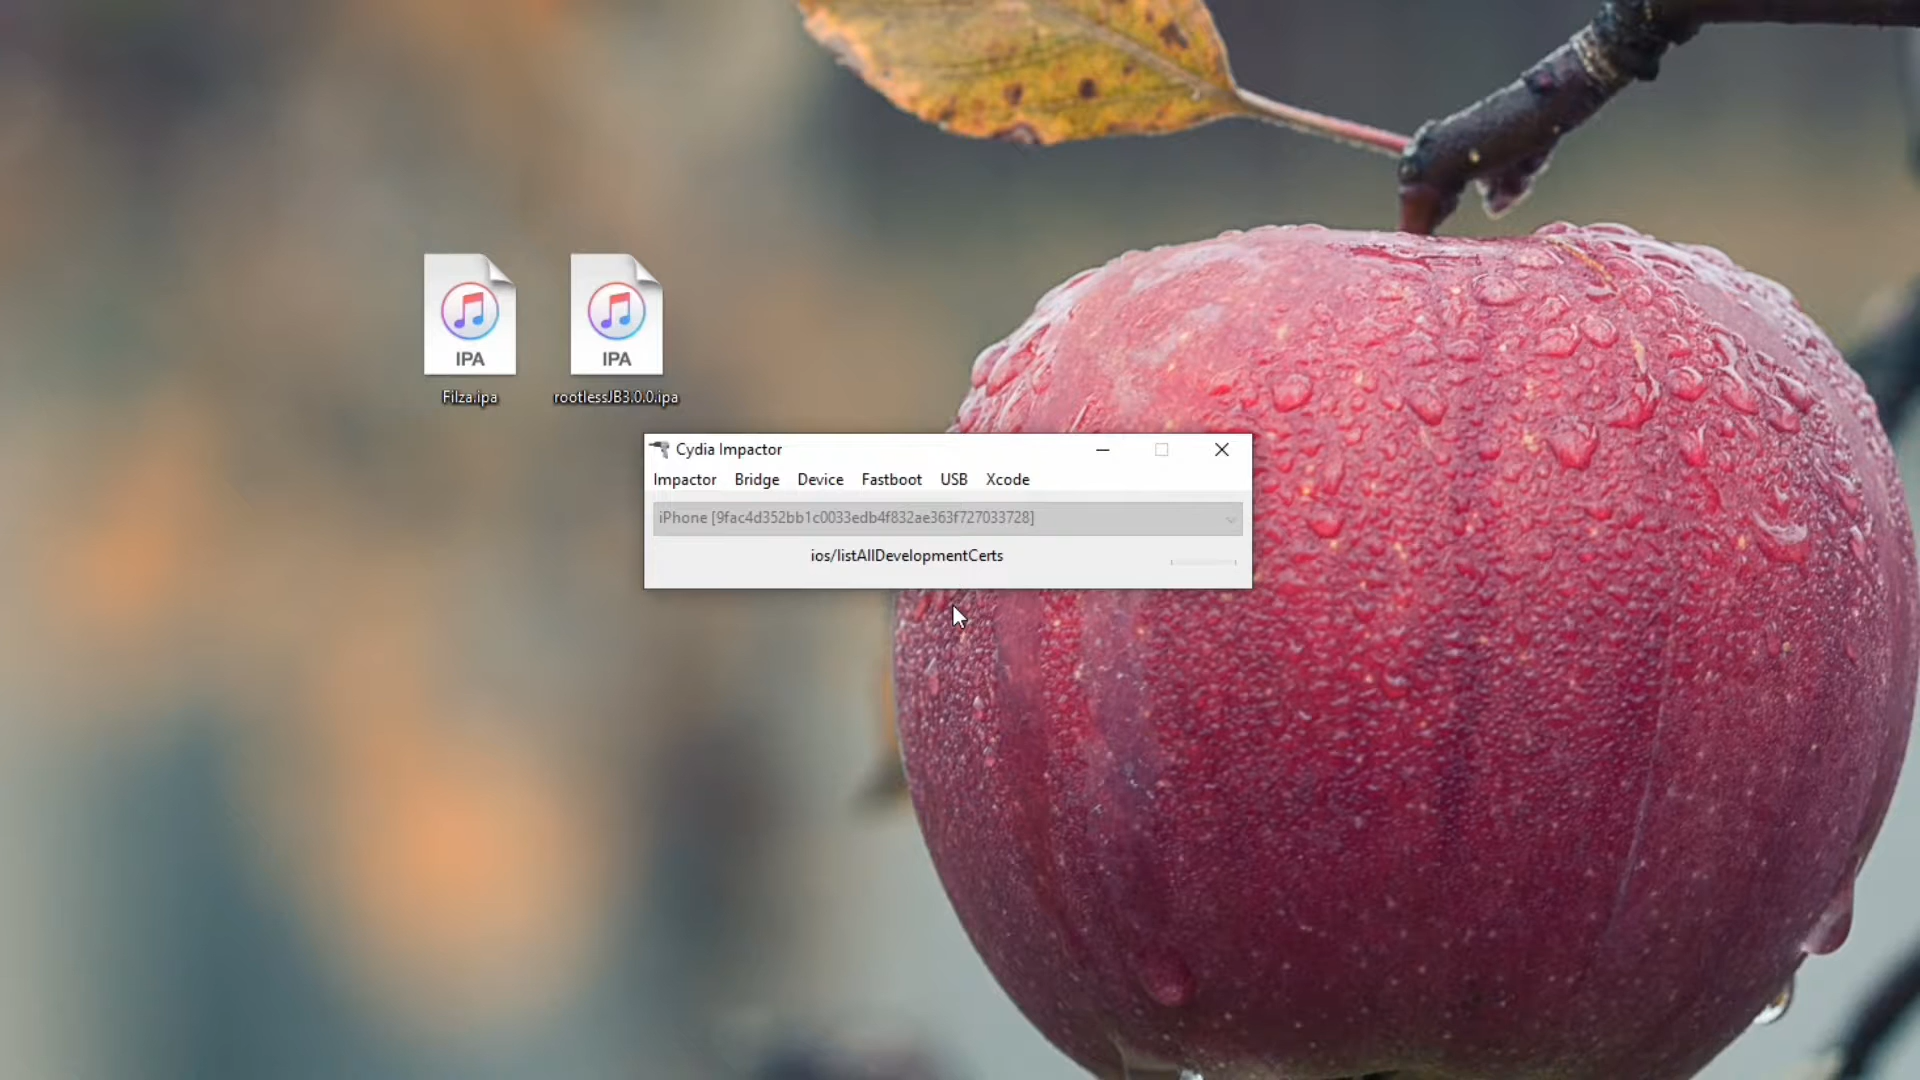 IPA
IPA
Filza.ipa
rootlessJB3.0.0.ipa
Cydia Impactor
Impactor Bridge Device Fastboot USB Xcode
iPhone [9fac4d352bb1c0033edb4f832ae363f727033728]
ios/listAllDevelopmentCerts